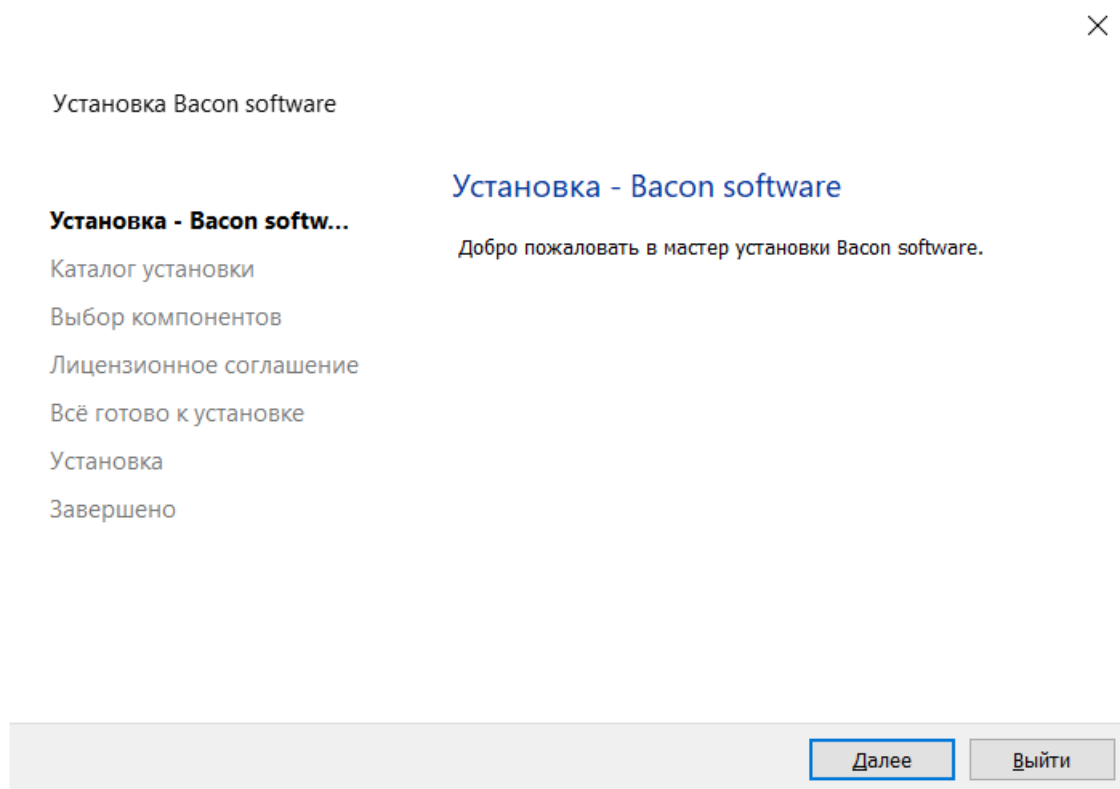 Установка Bacon software
Установка - Bacon softw...
Каталог установки
Выбор компонентов
Лицензионное соглашение
Всё готово к установке
Установка
Завершено
Установка - Bacon software
Добро пожаловать в мастер установки Bacon software.
Далее
Выйти